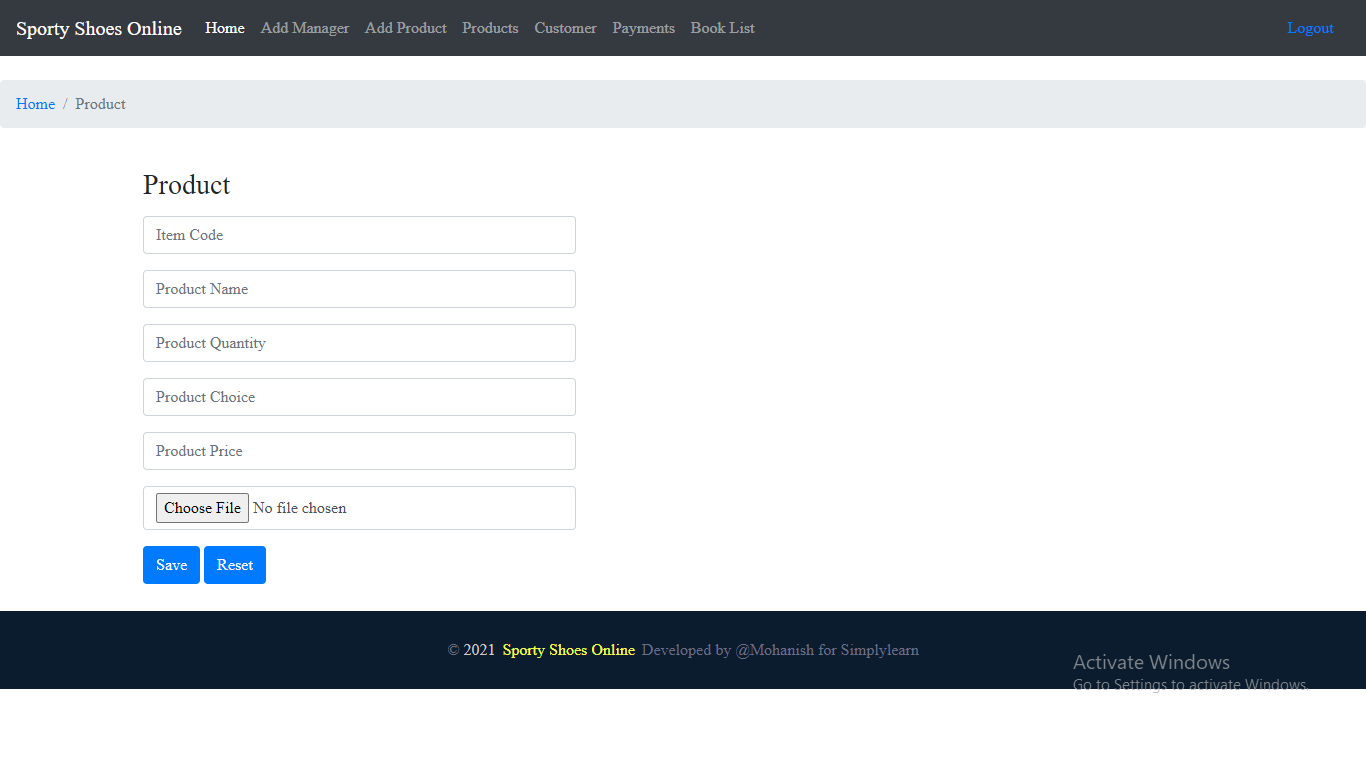 Sporty Shoes Online Home Add Manager Add Product Products Customer Payments Book List Logout
Home / Product
Product
Item Code
Product Name
Product Quantity
Product Choice
Product Price
Choose File No file chosen
Save Reset
© 2021 Sporty Shoes Online Developed by @Mohanish for Simplylearn
Activate Windows
Go to Settings to activate Windows.